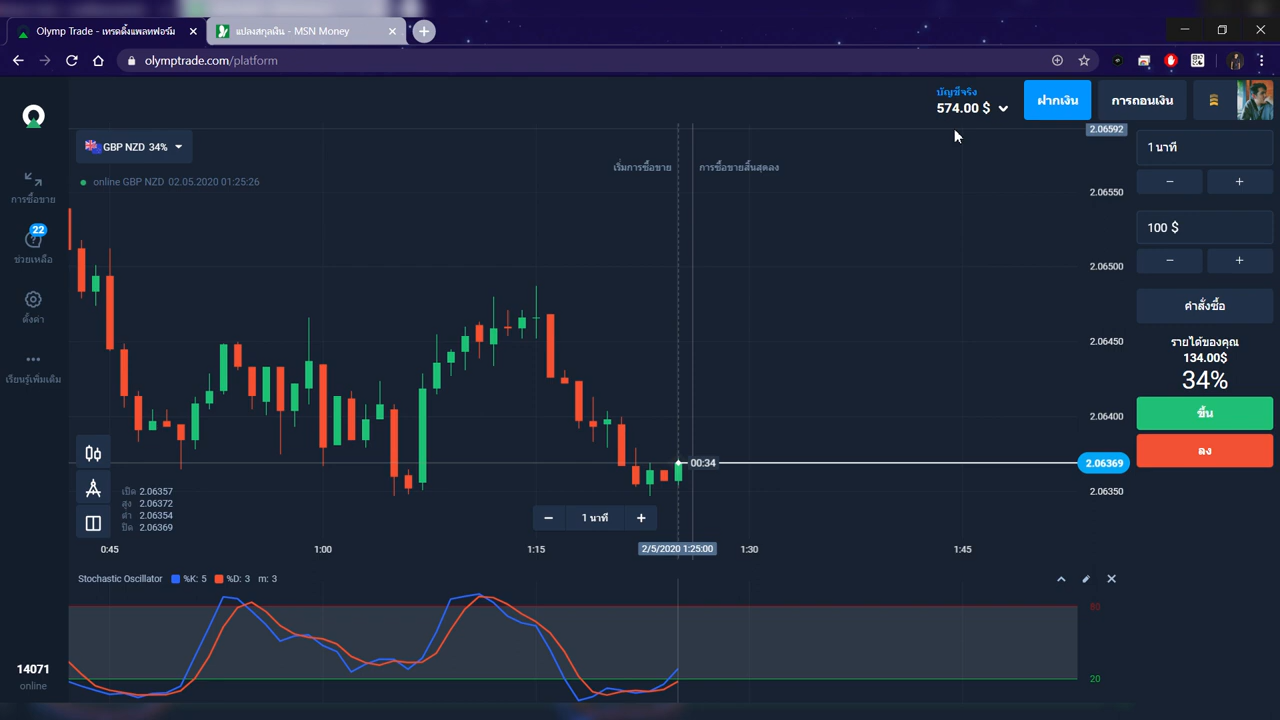 Olymp Trade - เทรดดิ้งแพลทฟอร์ม
แปลงสกุลเงิน - MSN Money
olymptrade.com/platform
บัญชีจริง
574.00 $
ฝากเงิน
การถอนเงิน
GBP NZD 34%
online GBP NZD 02.05.2020 01:25:26
เริ่มการซื้อขาย
การซื้อขายสิ้นสุดลง
การซื้อขาย
22
ช่วยเหลือ
ตั้งค่า
เรียนรู้เพิ่มเติม
14071
online
2.06592
2.06550
2.06500
2.06450
2.06400
2.06369
2.06350
00:34
เปิด 2.06357
สูง 2.06372
ต่ำ 2.06354
ปิด 2.06369
1 นาที
0:45
1:00
1:15
2/5/2020 1:25:00
1:30
1:45
Stochastic Oscillator %K: 5 %D: 3 m: 3
80
20
1 นาที
100 $
คำสั่งซื้อ
รายได้ของคุณ
134.00$
34%
ขึ้น
ลง